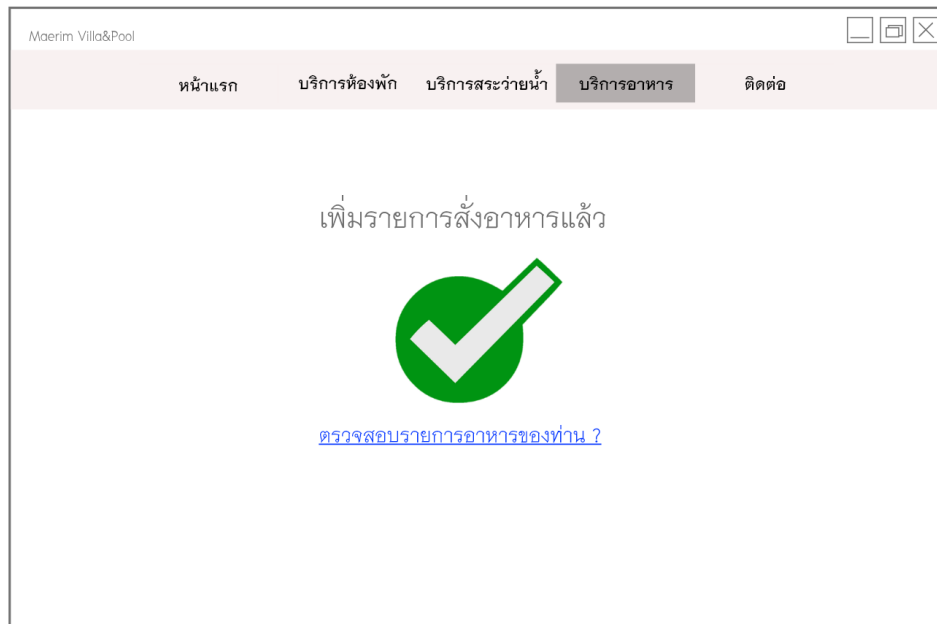 Maerim Villa&Pool
หน้าแรก บริการห้องพัก บริการสระว่ายน้ำ บริการอาหาร ติดต่อ
เพิ่มรายการสั่งอาหารแล้ว
ตรวจสอบรายการอาหารของท่าน ?